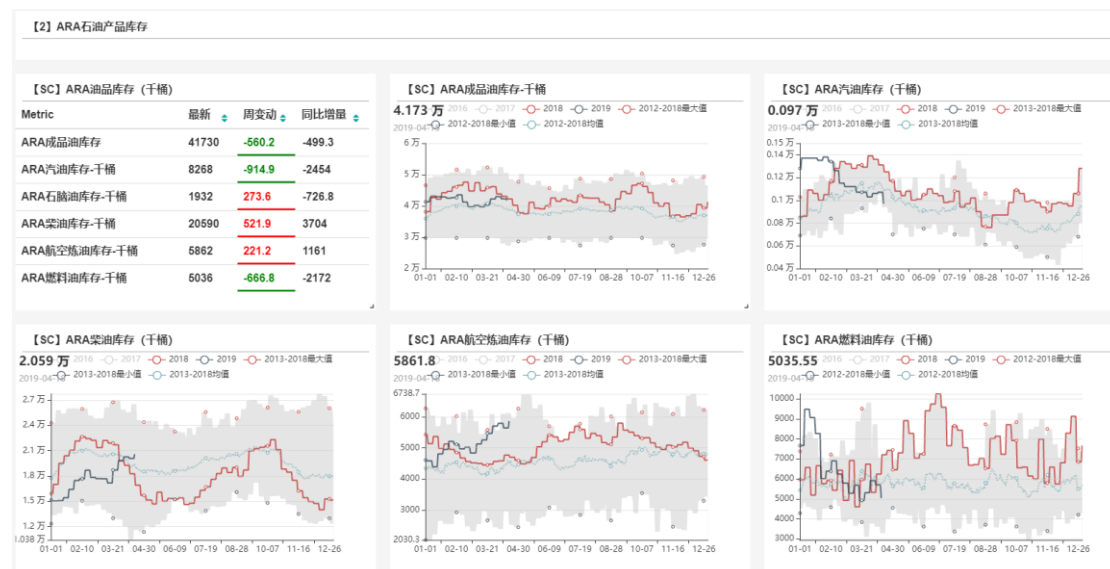 【2】ARA石油产品库存
【SC】ARA油品库存（千桶）
Metric 最新 周变动 同比增量
ARA成品油库存 41730 -560.2 -499.3
ARA汽油库存-千桶 8268 -914.9 -2454
ARA石脑油库存-千桶 1932 273.6 -726.8
ARA柴油库存-千桶 20590 521.9 3704
ARA航空炼油库存-千桶 5862 221.2 1161
ARA燃料油库存-千桶 5036 -666.8 -2172
【SC】ARA成品油库存-千桶
4.173 万 2016 2017 2018 2019 2012-2018最大值
2012-2018最小值 2012-2018均值
6 万
5 万
4 万
3 万
2 万
01-01 02-10 03-21 04-30 06-09 07-19 08-28 10-07 11-16 12-26
【SC】ARA汽油库存（千桶）
0.097 万 2016 2017 2018 2019 2013-2018最大值
2013-2018最小值 2013-2018均值
0.15 万
0.14 万
0.12 万
0.1 万
0.08 万
0.06 万
0.04 万
01-01 02-10 03-21 04-30 06-09 07-19 08-28 10-07 11-16 12-26
【SC】ARA柴油库存（千桶）
2.059 万 2016 2017 2018 2019 2013-2018最大值
2013-2018最小值 2013-2018均值
2.7 万
2.4 万
2.1 万
1.8 万
1.5 万
1.2 万
1.038 万
01-01 02-10 03-21 04-30 06-09 07-19 08-28 10-07 11-16 12-26
【SC】ARA航空炼油库存（千桶）
5861.8 2016 2017 2018 2019 2013-2018最大值
2013-2018最小值 2013-2018均值
6738.7
6000
5000
4000
3000
2030.3
01-01 02-10 03-21 04-30 06-09 07-19 08-28 10-07 11-16 12-26
【SC】ARA燃料油库存（千桶）
5035.55 2016 2017 2018 2019 2012-2018最大值
2012-2018最小值 2012-2018均值
10000
9000
8000
7000
6000
5000
4000
3000
01-01 02-10 03-21 04-30 06-09 07-19 08-28 10-07 11-16 12-26